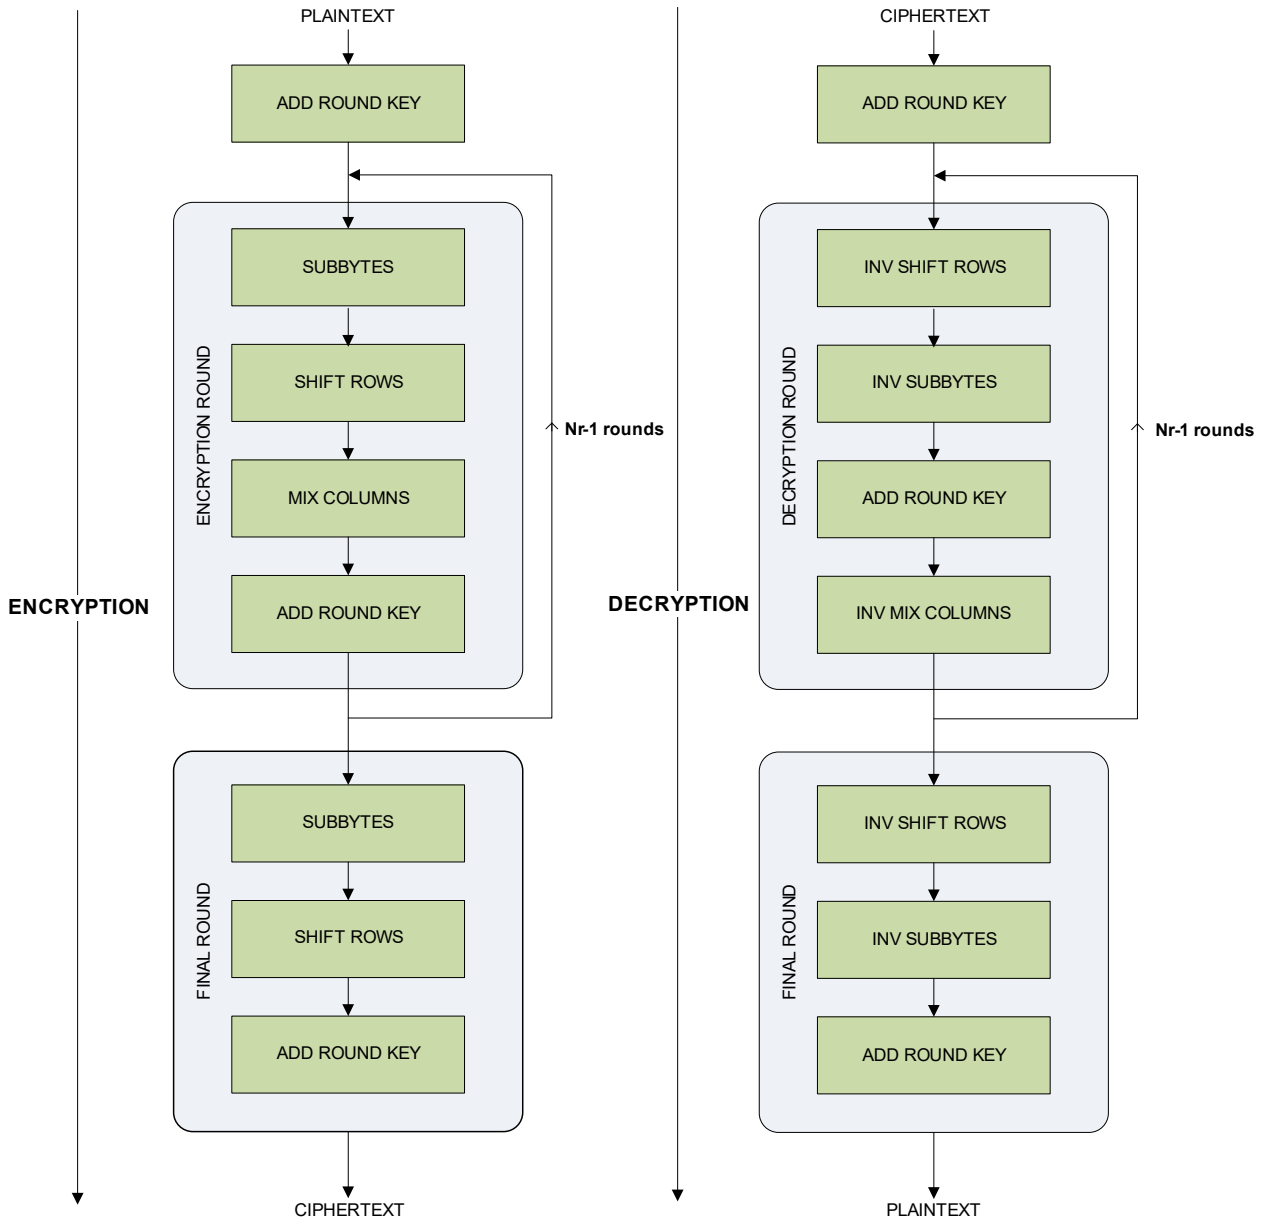 PLAINTEXT
ADD ROUND KEY
ENCRYPTION ROUND
SUBBYTES
SHIFT ROWS
MIX COLUMNS
ADD ROUND KEY
Nr-1 rounds
ENCRYPTION
FINAL ROUND
SUBBYTES
SHIFT ROWS
ADD ROUND KEY
CIPHERTEXT
CIPHERTEXT
ADD ROUND KEY
DECRYPTION ROUND
INV SHIFT ROWS
INV SUBBYTES
ADD ROUND KEY
INV MIX COLUMNS
Nr-1 rounds
DECRYPTION
FINAL ROUND
INV SHIFT ROWS
INV SUBBYTES
ADD ROUND KEY
PLAINTEXT